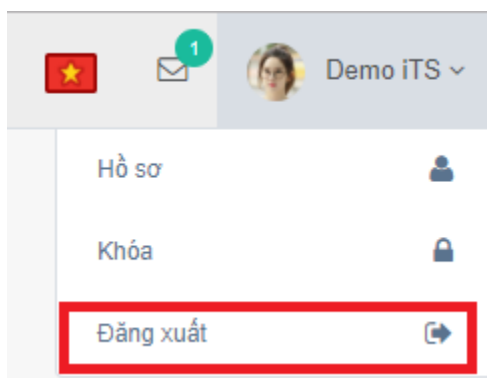 1
Demo iTS
Hồ sơ
Khóa
Đăng xuất